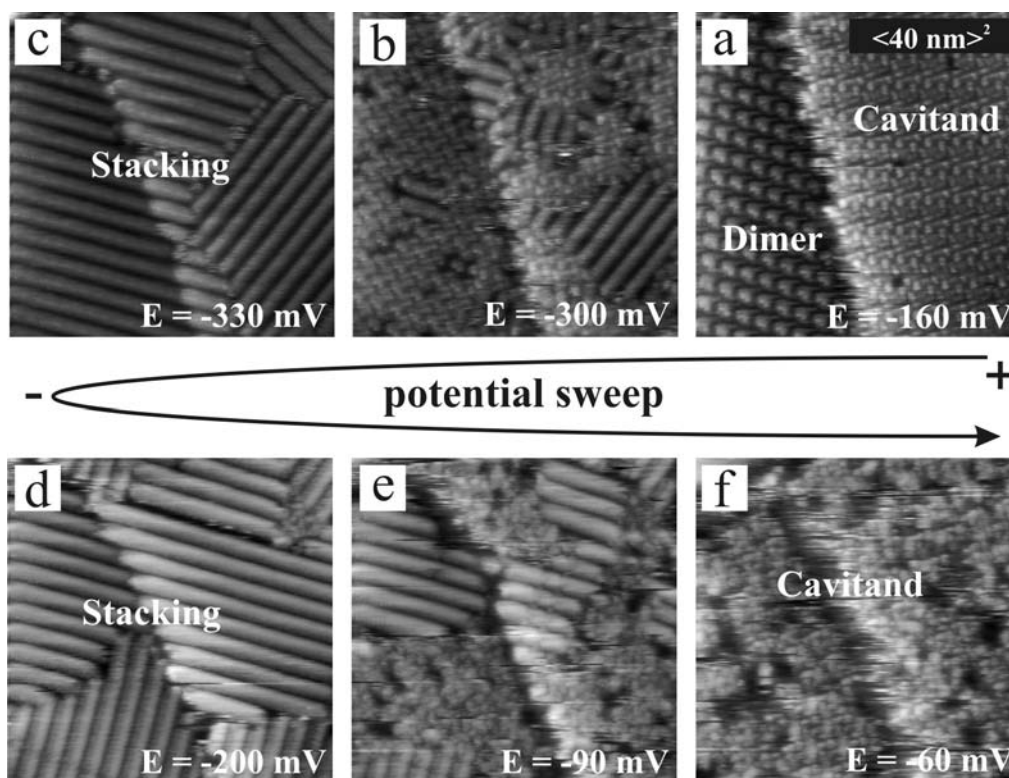 c
b
a
<40 nm>²
Stacking
Cavitand
Dimer
E = -330 mV
E = -300 mV
E = -160 mV
- potential sweep +
d
e
f
Stacking
Cavitand
E = -200 mV
E = -90 mV
E = -60 mV